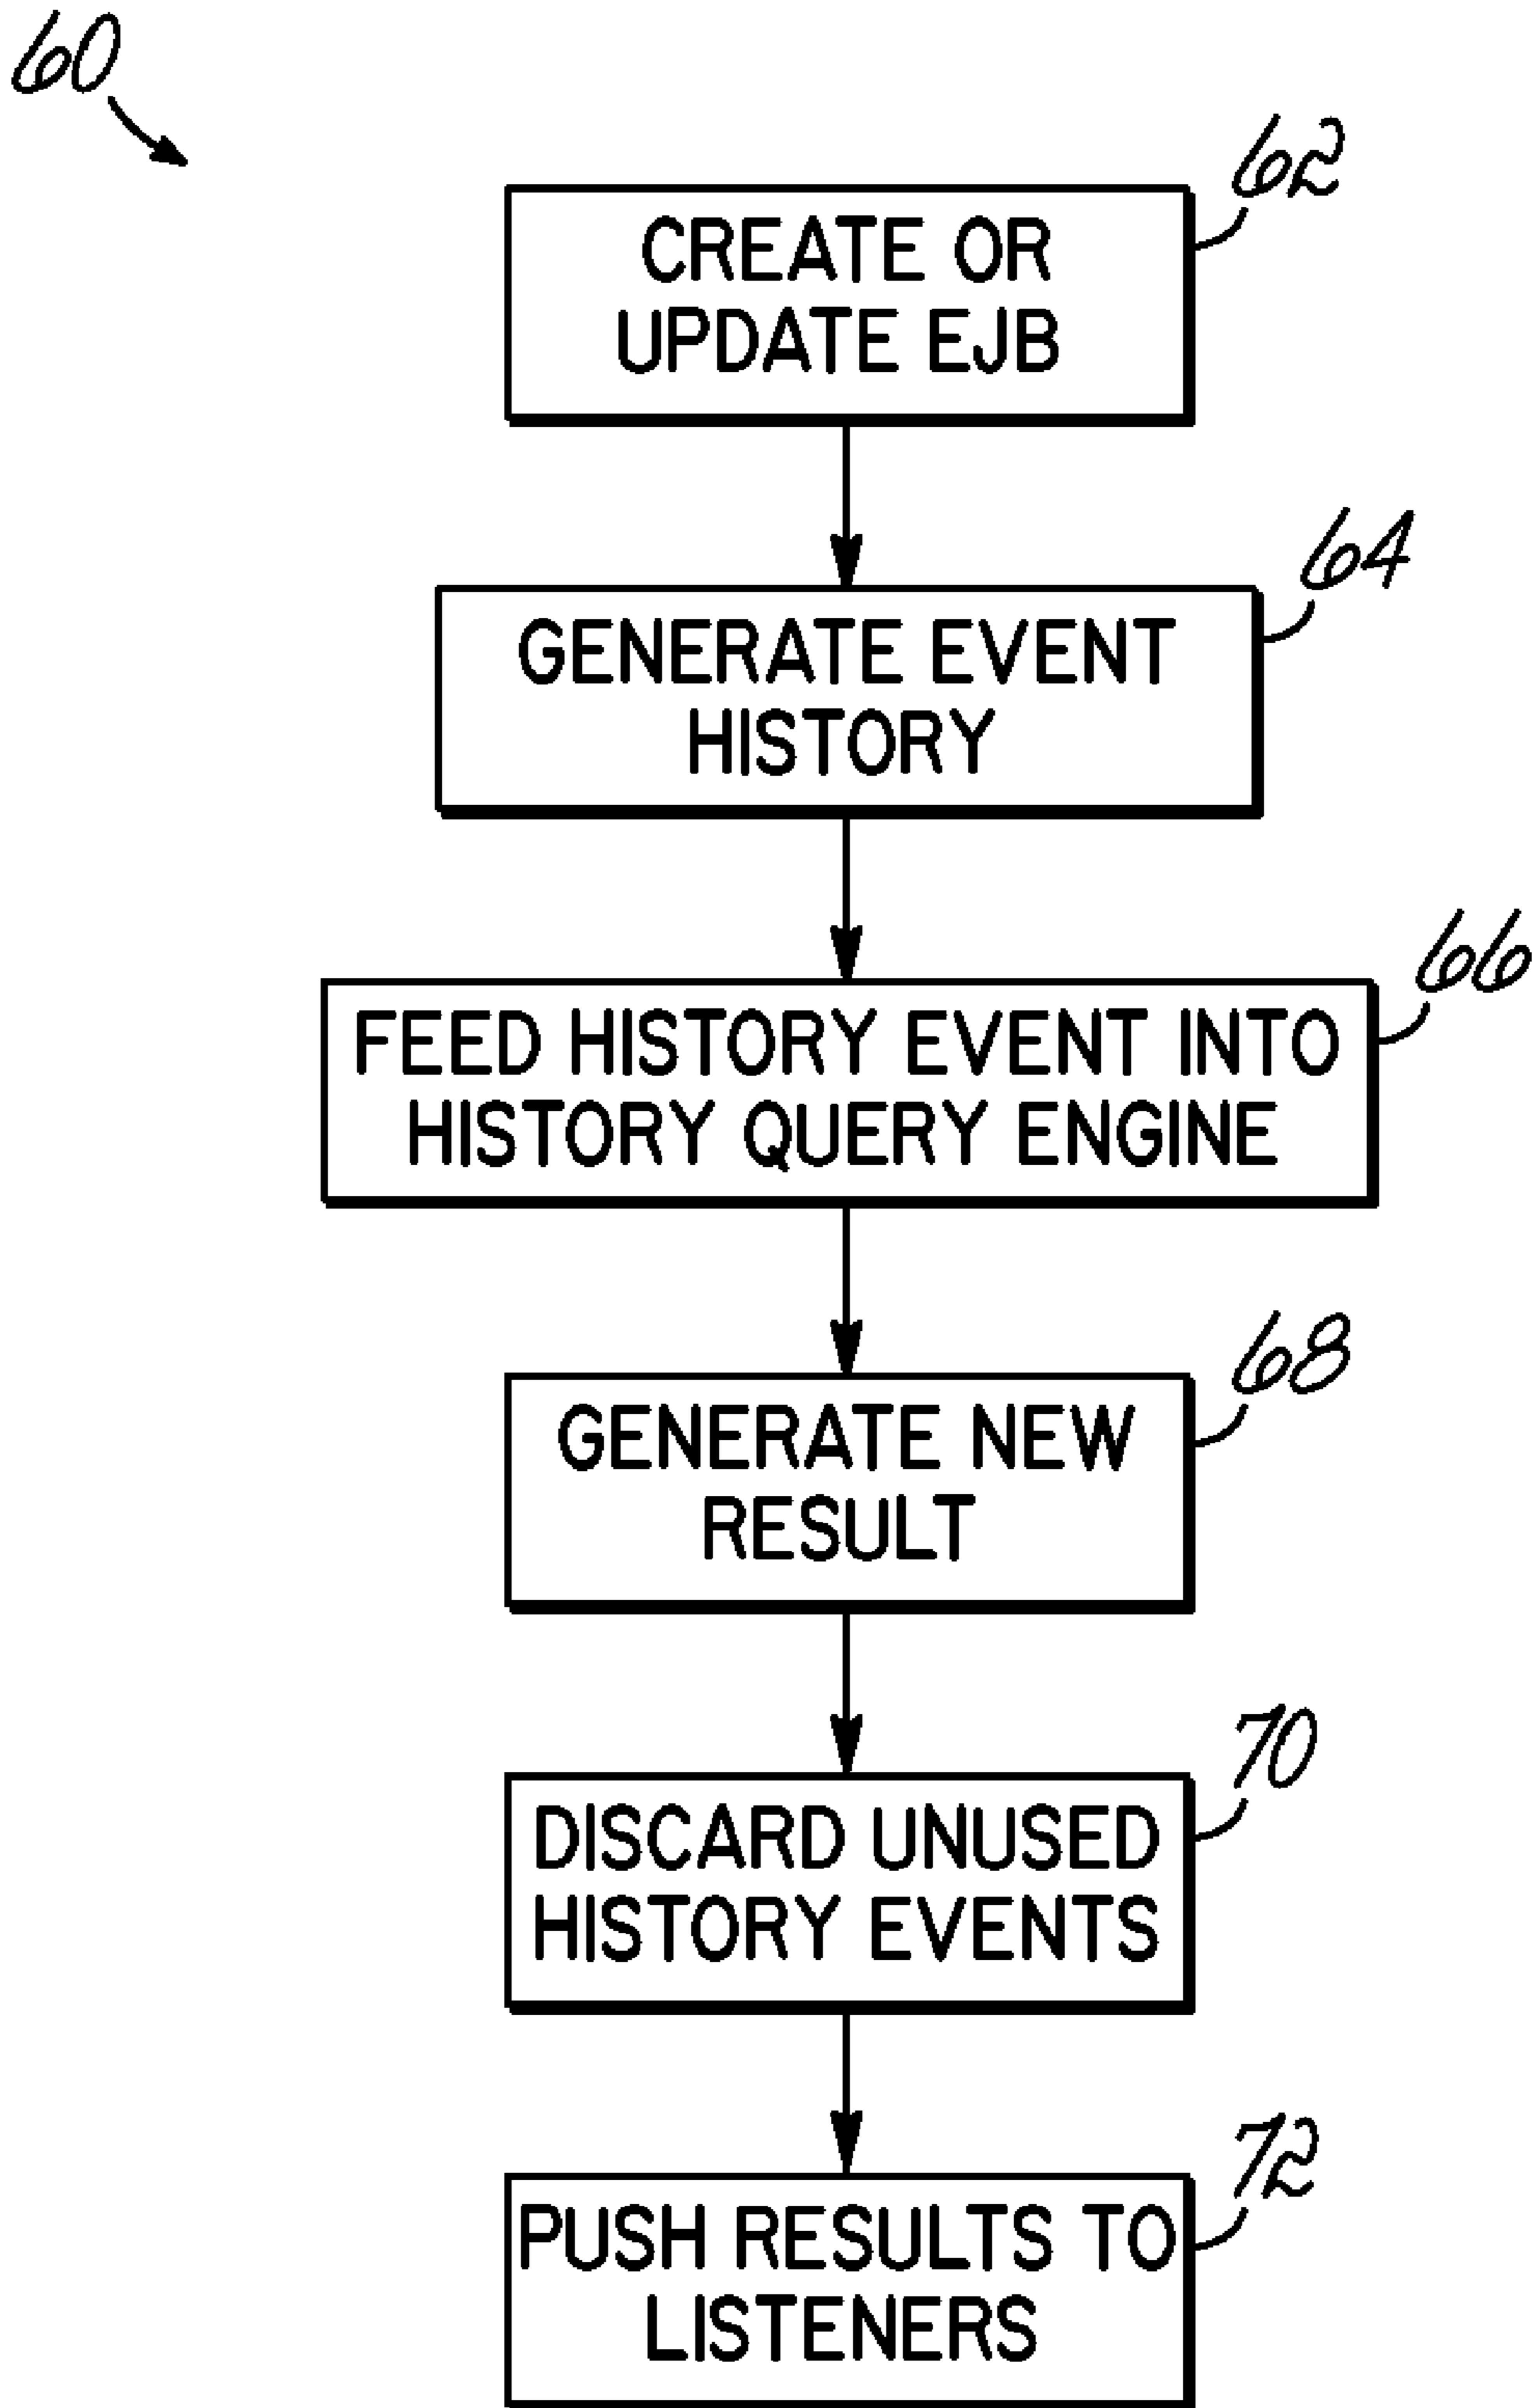 60
62
CREATE OR
UPDATE EJB
64
GENERATE EVENT
HISTORY
66
FEED HISTORY EVENT INTO
HISTORY QUERY ENGINE
68
GENERATE NEW
RESULT
70
DISCARD UNUSED
HISTORY EVENTS
72
PUSH RESULTS TO
LISTENERS